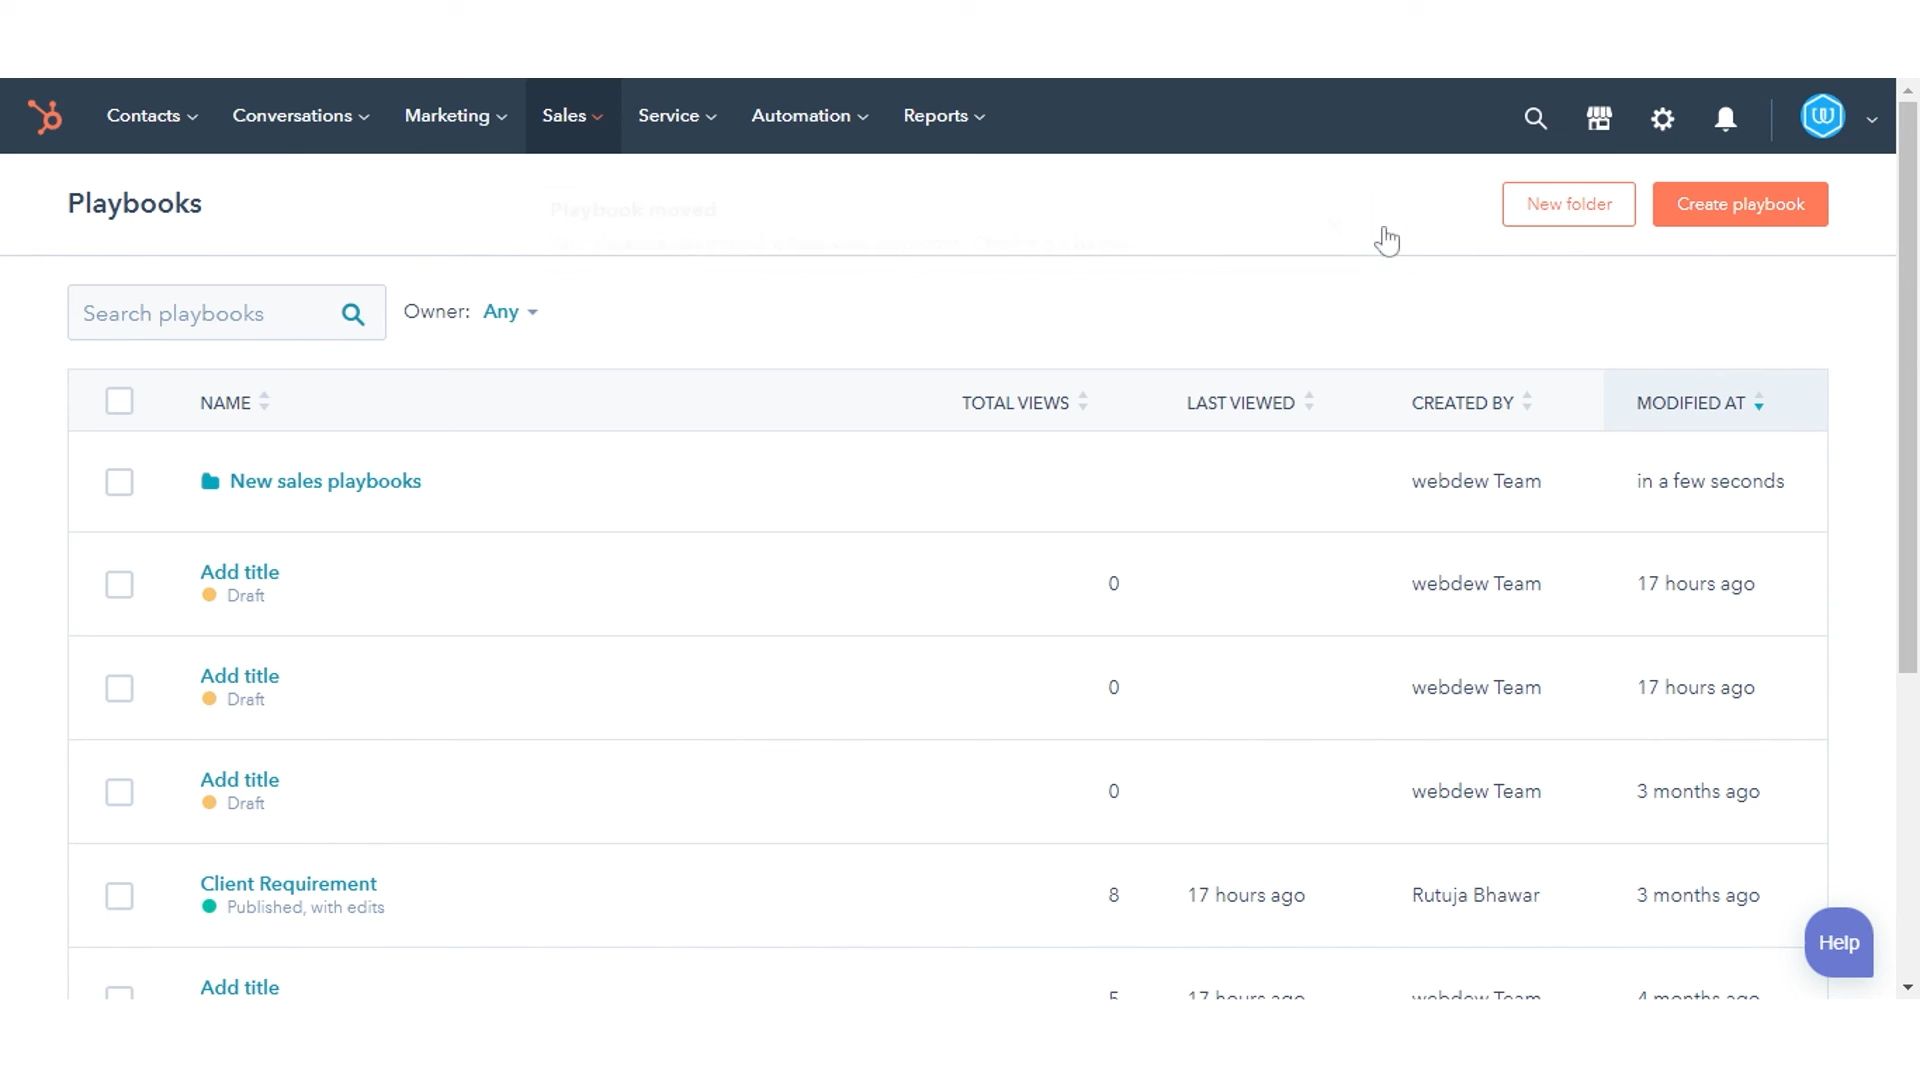 Contacts Conversations Marketing Sales Service Automation Reports
Playbooks
Playbook moved
New folder
Create playbook
Search playbooks
Owner: Any
NAME TOTAL VIEWS LAST VIEWED CREATED BY MODIFIED AT
New sales playbooks webdew Team in a few seconds
Add title
Draft
0 webdew Team 17 hours ago
Add title
Draft
0 webdew Team 17 hours ago
Add title
Draft
0 webdew Team 3 months ago
Client Requirement
Published, with edits
8 17 hours ago Rutuja Bhawar 3 months ago
Help
Add title
5 17 hours ago webdew Team 4 months ago